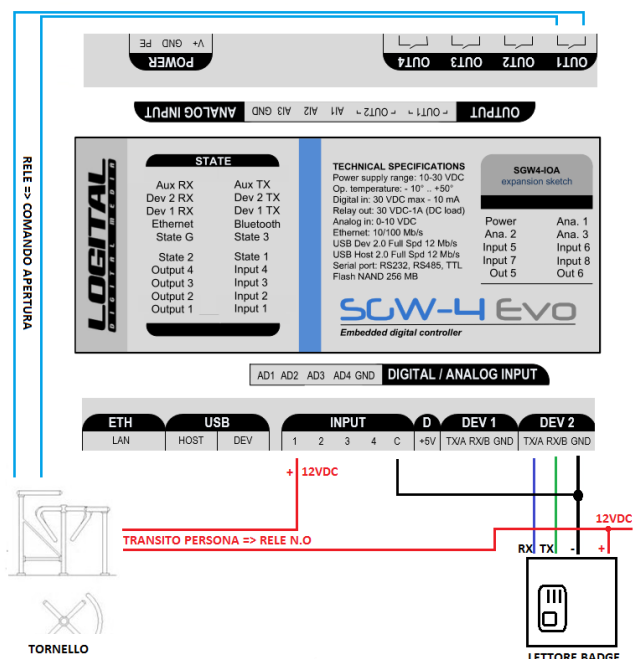 V+ GND PE
POWER
OUT4 OUT3 OUT2 OUT1
ANALOG INPUT GND AI3 AI2 AI1 OUT2 OUT1 OUTPUT
LOGITAL
DIGITAL MEDIA
STATE
Aux RX Aux TX
Dev 2 RX Dev 2 TX
Dev 1 RX Dev 1 TX
Ethernet Bluetooth
State G State 3
State 2 State 1
Output 4 Input 4
Output 3 Input 3
Output 2 Input 2
Output 1 Input 1
TECHNICAL SPECIFICATIONS
Power supply range: 10-30 VDC
Op. temperature: - 10° .. +50°
Digital in: 30 VDC max - 10 mA
Relay out: 30 VDC-1A (DC load)
Analog in: 0-10 VDC
Ethernet: 10/100 Mb/s
USB Dev 2.0 Full Spd 12 Mb/s
USB Host 2.0 Full Spd 12 Mb/s
Serial port: RS232, RS485, TTL
Flash NAND 256 MB
SGW-4 Evo
Embedded digital controller
SGW4-IOA
expansion sketch
Power Ana. 1
Ana. 2 Ana. 3
Input 5 Input 6
Input 7 Input 8
Out 5 Out 6
RELE => COMANDO APERTURA
AD1 AD2 AD3 AD4 GND DIGITAL / ANALOG INPUT
ETH USB INPUT D DEV 1 DEV 2
LAN HOST DEV 1 2 3 4 C +5V TX/A RX/B GND TX/A RX/B GND
+ 12VDC
12VDC
TRANSITO PERSONA => RELE N.O
RX TX - +
TORNELLO
LETTORE BADGE